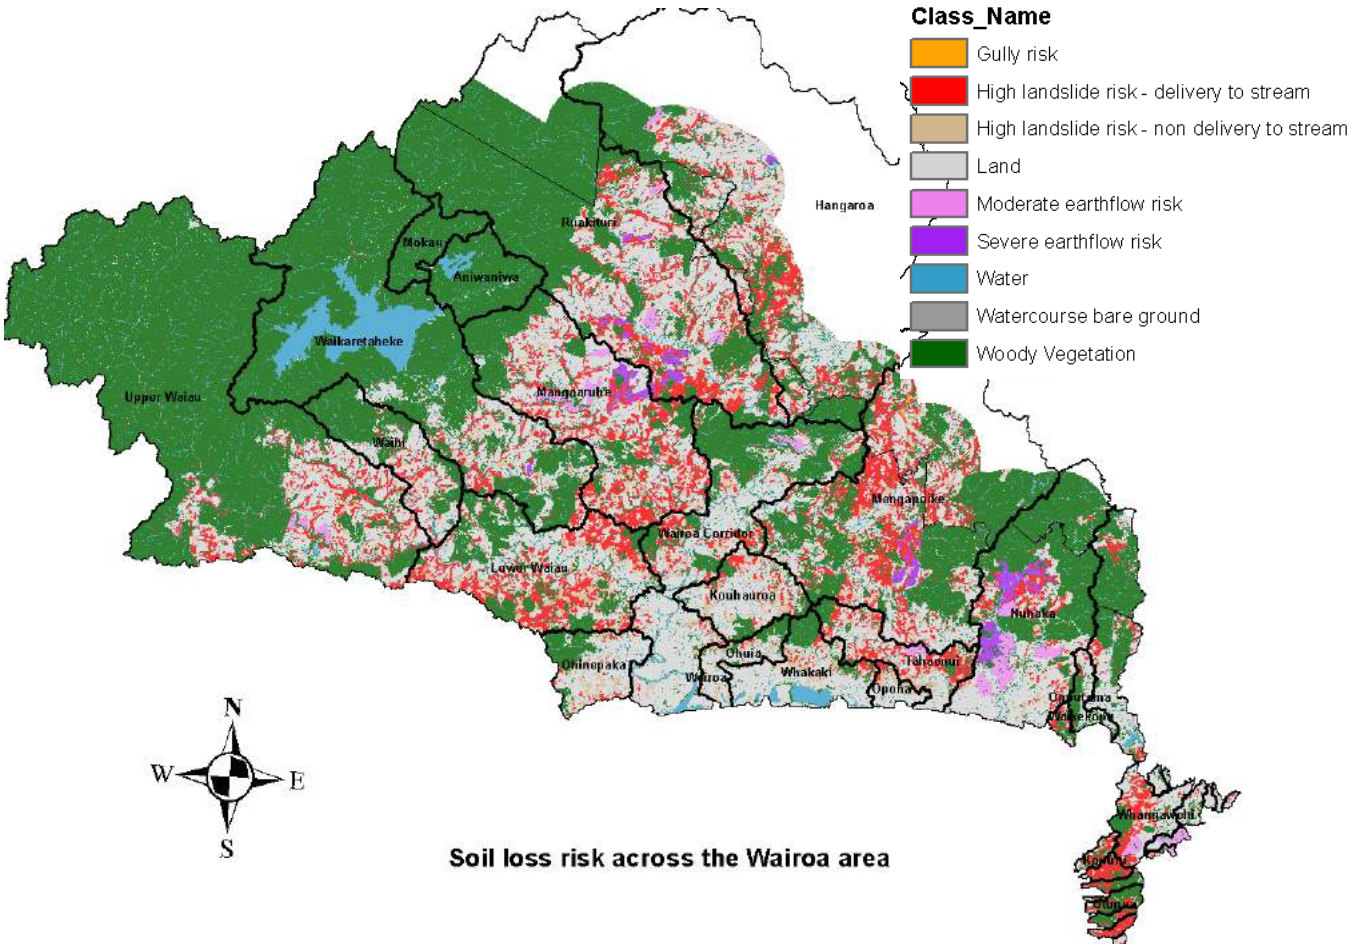 Class_Name
Gully risk
High landslide risk - delivery to stream
High landslide risk - non delivery to stream
Land
Moderate earthflow risk
Severe earthflow risk
Water
Watercourse bare ground
Woody Vegetation
Hangaroa
Ruakituri
Mokau
Aniwaniwa
Waikaretaheke
Upper Waiau
Mangaaruhe
Waihi
Mangapoike
Wairoa Corridor
Lower Waiau
Kouhauroa
Nuhaka
Ohuia
Ohinepaka
Whakaki
Tahaenui
Wairoa
Opoho
Opoutama
Waikokopu
Whangawehi
N
W
E
S
Soil loss risk across the Wairoa area